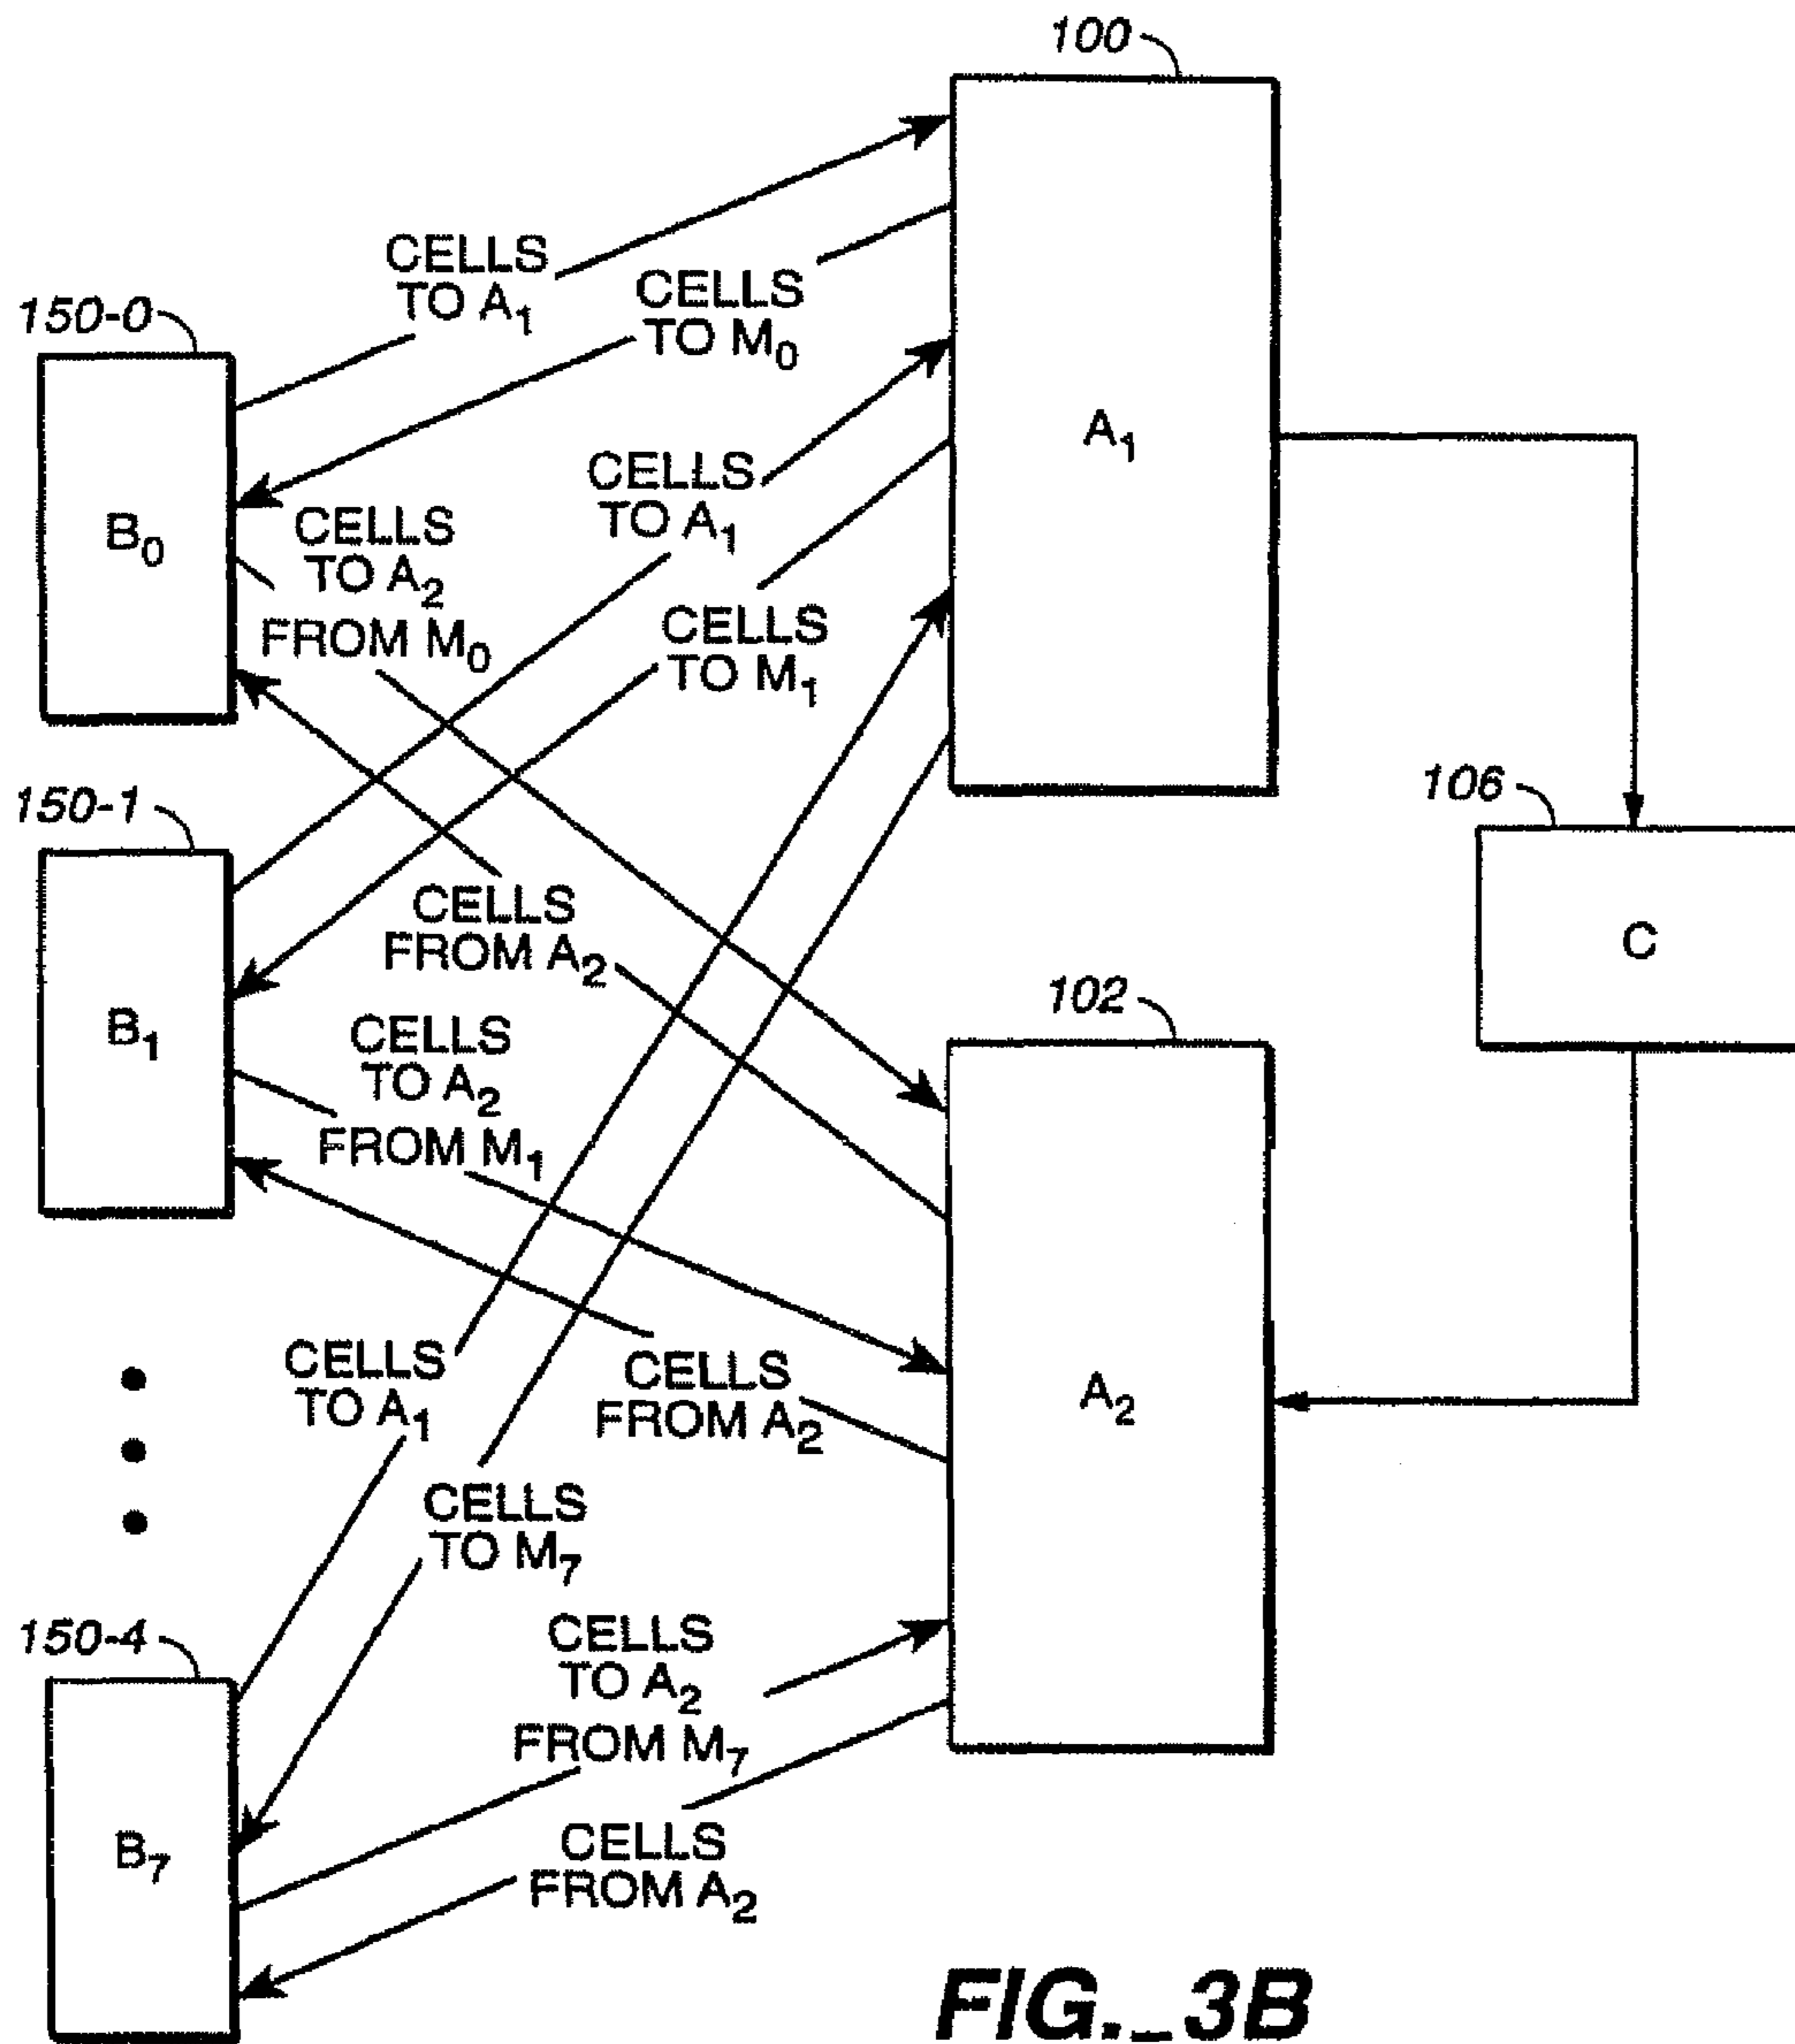 100
CELLS
TO A₁
CELLS
TO M₀
150-0
A₁
B₀
CELLS
TO A₁
CELLS
TO A₂
FROM M₀
CELLS
TO M₁
150-1
106
CELLS
FROM A₂
C
102
B₁
CELLS
TO A₂
FROM M₁
CELLS
TO A₁
CELLS
FROM A₂
A₂
CELLS
TO M₇
150-4
CELLS
TO A₂
FROM M₇
B₇
CELLS
FROM A₂
FIG._3B